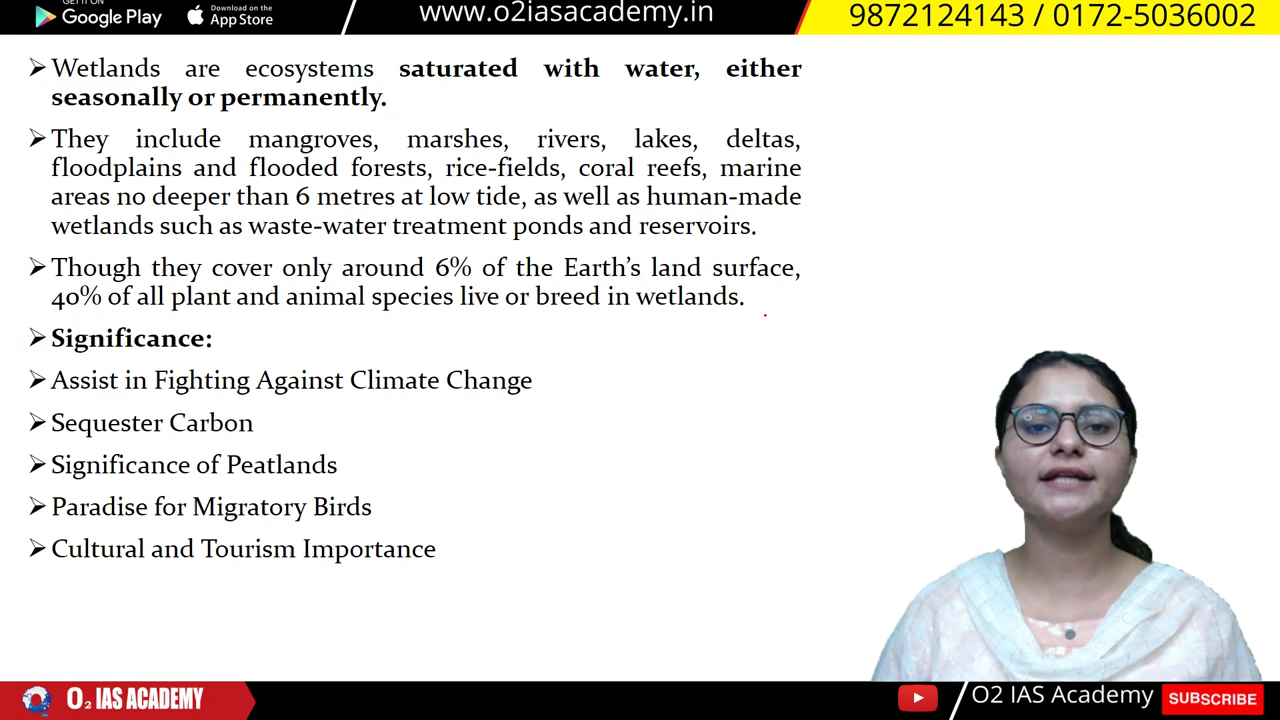 GET IT ON
Google Play
Download on the
App Store
www.o2iasacademy.in
9872124143 / 0172-5036002
➢ Wetlands are ecosystems saturated with water, either
seasonally or permanently.
➢ They include mangroves, marshes, rivers, lakes, deltas,
floodplains and flooded forests, rice-fields, coral reefs, marine
areas no deeper than 6 metres at low tide, as well as human-made
wetlands such as waste-water treatment ponds and reservoirs.
➢ Though they cover only around 6% of the Earth’s land surface,
40% of all plant and animal species live or breed in wetlands.
➢ Significance:
➢ Assist in Fighting Against Climate Change
➢ Sequester Carbon
➢ Significance of Peatlands
➢ Paradise for Migratory Birds
➢ Cultural and Tourism Importance
O₂ IAS ACADEMY
O2 IAS Academy
SUBSCRIBE